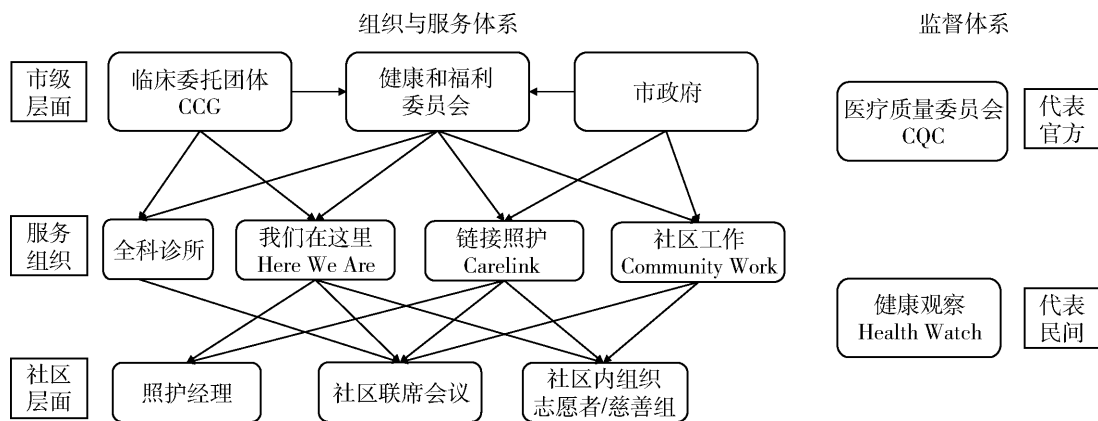 组织与服务体系
监督体系
市级
层面
临床委托团体
CCG
健康和福利
委员会
市政府
医疗质量委员会
CQC
代表
官方
服务
组织
全科诊所
我们在这里
Here We Are
链接照护
Carelink
社区工作
Community Work
健康观察
Health Watch
代表
民间
社区
层面
照护经理
社区联席会议
社区内组织
志愿者/慈善组